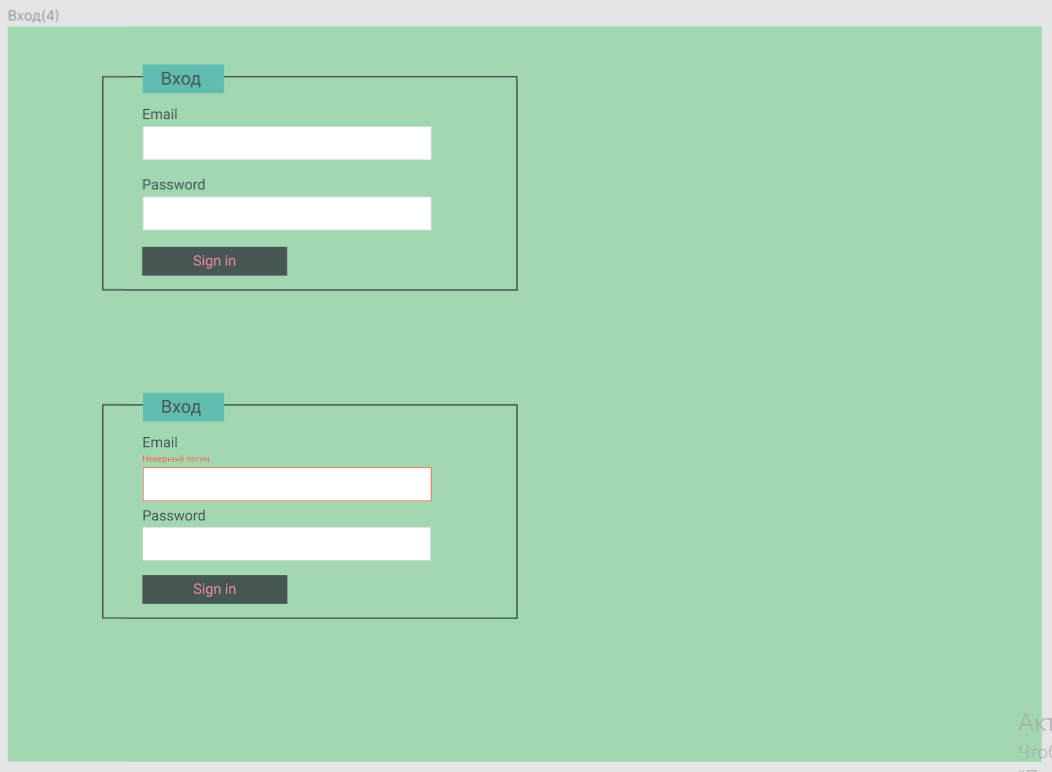 Вход(4)
Вход
Email
Password
Sign in
Вход
Email
Неверный логин
Password
Sign in